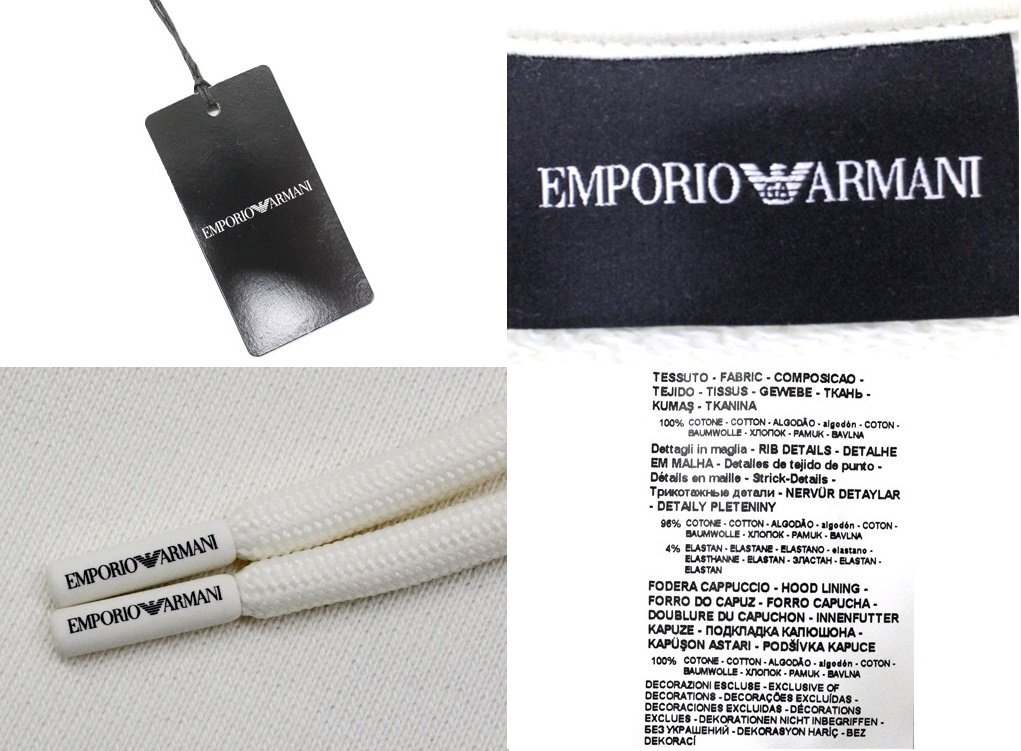 EMPORIO ARMANI
EMPORIO GA ARMANI
EMPORIO ARMANI
EMPORIO ARMANI
TESSUTO - FABRIC - COMPOSICAO -
TEJIDO - TISSUS - GEWEBE - ТКАНЬ -
KUMAŞ - TKANINA
100% COTONE - COTTON - ALGODÃO - algodón - COTON -
BAUMWOLLE - ХЛОПОК - PAMUK - BAVLNA
Dettagli in maglia - RIB DETAILS - DETALHE
EM MALHA - Detalles de tejido de punto -
Détails en maille - Strick-Details -
Трикотажные детали - NERVÜR DETAYLAR
- DETAILY PLETENINY
96% COTONE - COTTON - ALGODÃO - algodón - COTON -
BAUMWOLLE - ХЛОПОК - PAMUK - BAVLNA
4% ELASTAN - ELASTANE - ELASTANO - elastano -
ELASTHANNE - ELASTHAN - ЭЛАСТАН - ELASTAN -
ELASTAN
FODERA CAPPUCCIO - HOOD LINING -
FORRO DO CAPUZ - FORRO CAPUCHA -
DOUBLURE DU CAPUCHON - INNENFUTTER
KAPUZE - ПОДКЛАДКА КАПЮШОНА -
KAPÜŞON ASTARI - PODŠÍVKA KAPUCE
100% COTONE - COTTON - ALGODÃO - algodón - COTON -
BAUMWOLLE - ХЛОПОК - PAMUK - BAVLNA
DECORAZIONI ESCLUSE - EXCLUSIVE OF
DECORATIONS - DECORAÇÕES EXCLUÍDAS -
DECORACIONES EXCLUIDAS - DÉCORATIONS
EXCLUES - DEKORATIONEN NICHT INBEGRIFFEN -
БЕЗ УКРАШЕНИЙ - DEKORASYON HARİÇ - BEZ
DEKORACÍ